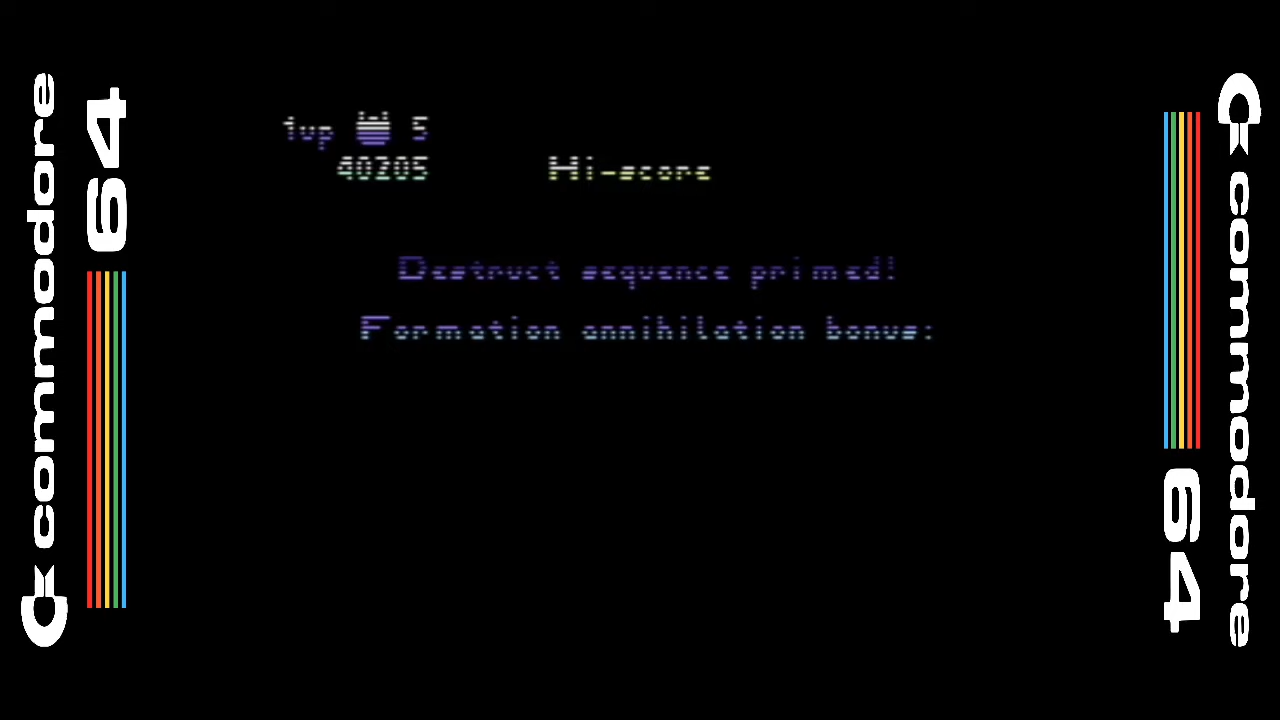 commodore
64
1up 5
40205 Hi-score
Destruct sequence primed!
Formation annihilation bonus:
64
commodore